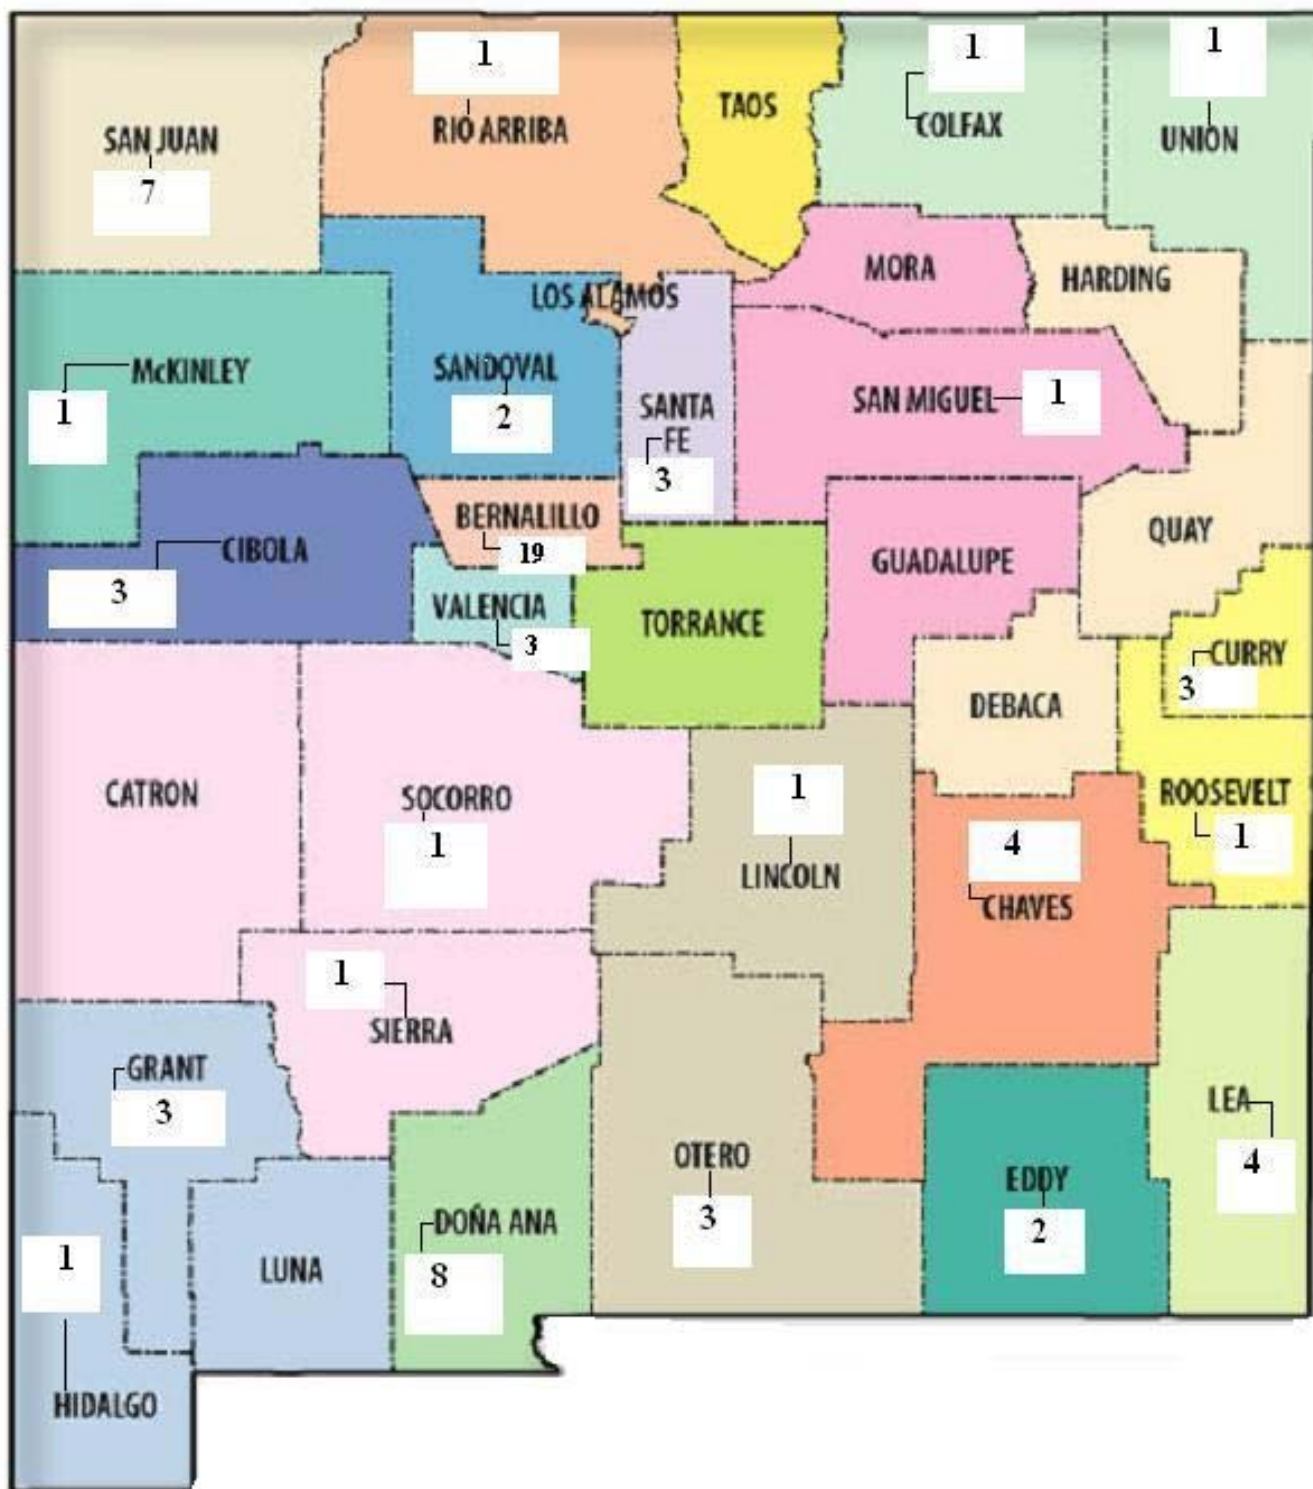 1
1
1
TAOS
COLFAX
RIO ARRIBA
SAN JUAN
UNION
7
MORA
HARDING
LOS ALAMOS
McKINLEY
SANDOVAL
1
2
SANTA
FE
3
SAN MIGUEL
1
BERNALILLO
19
QUAY
CIBOLA
3
GUADALUPE
VALENCIA
3
TORRANCE
CURRY
3
DEBACA
CATRON
SOCORRO
1
1
LINCOLN
4
CHAVES
ROOSEVELT
1
1
SIERRA
GRANT
3
LEA
4
OTERO
3
EDDY
2
DOÑA ANA
8
LUNA
1
HIDALGO